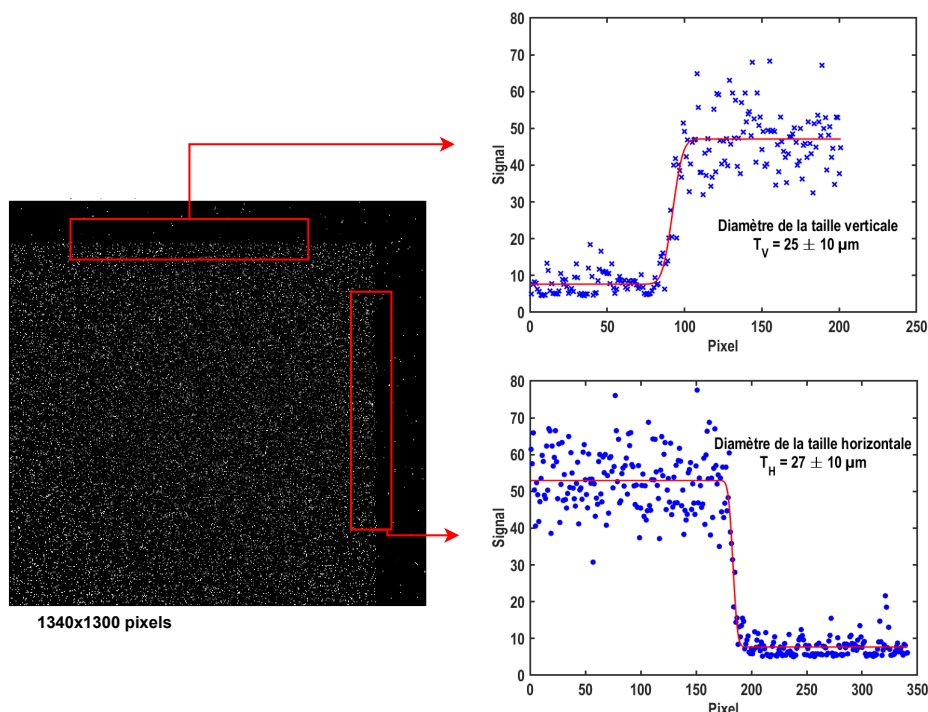 80
70
60
50
40
30
20
10
0
Signal
Diamètre de la taille verticale
T_V = 25 ± 10 µm
0 50 100 150 200 250
Pixel
80
70
60
50
40
30
20
10
0
Signal
Diamètre de la taille horizontale
T_H = 27 ± 10 µm
0 50 100 150 200 250 300 350
Pixel
1340x1300 pixels